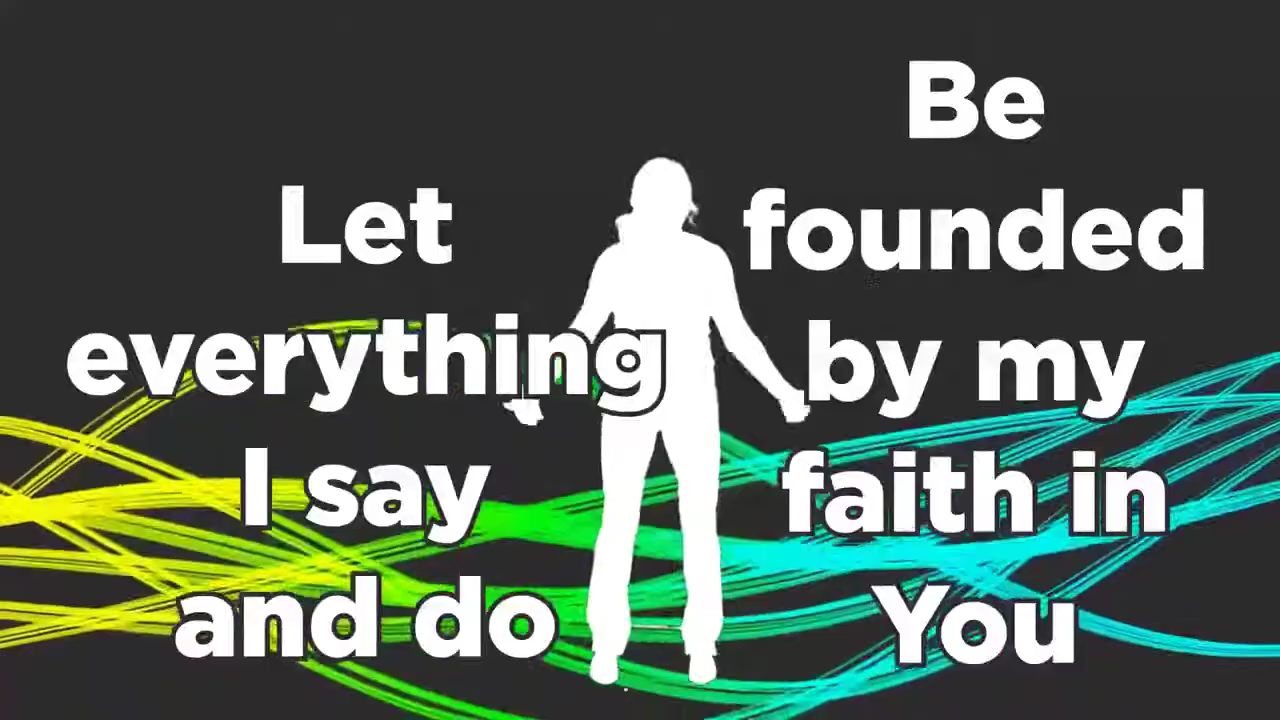 Let
everything
I say
and do
Be
founded
by my
faith in
You